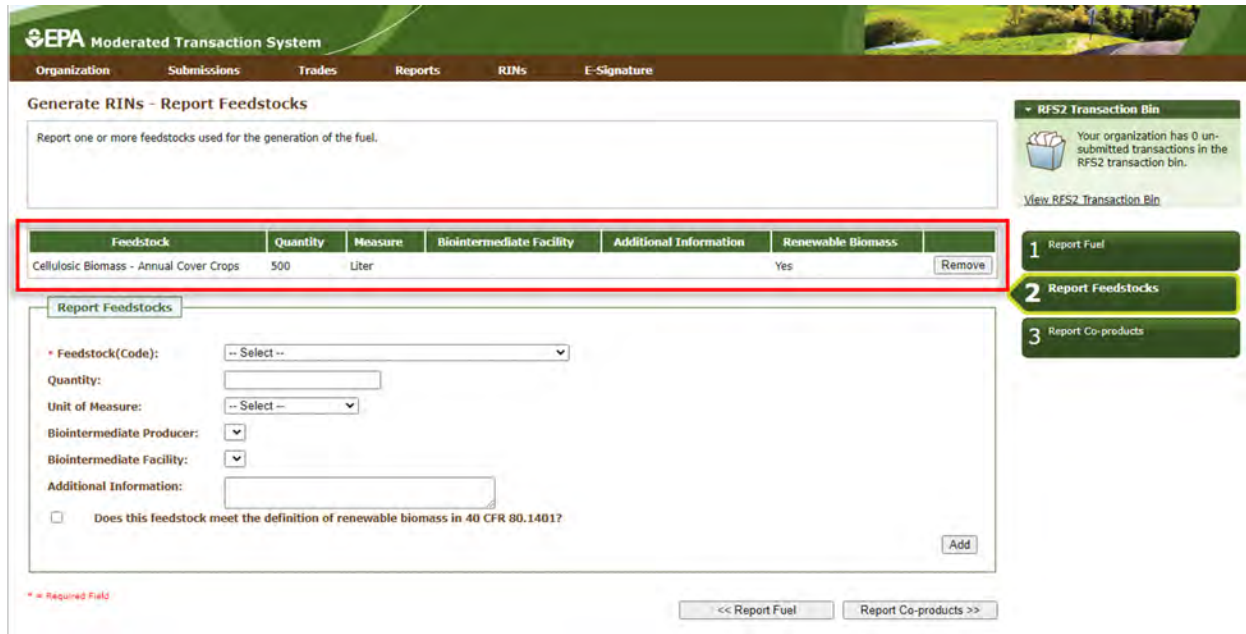 EPA Moderated Transaction System
Organization Submissions Trades Reports RINs E-Signature
Generate RINs - Report Feedstocks
Report one or more feedstocks used for the generation of the fuel.
RFS2 Transaction Bin
Your organization has 0 un-
submitted transactions in the
RFS2 transaction bin.
View RFS2 Transaction Bin
Feedstock Quantity Measure Biointermediate Facility Additional Information Renewable Biomass
Cellulosic Biomass - Annual Cover Crops 500 Liter Yes Remove
1 Report Fuel
2 Report Feedstocks
3 Report Co-products
Report Feedstocks
* Feedstock(Code): -- Select --
Quantity:
Unit of Measure: -- Select --
Biointermediate Producer:
Biointermediate Facility:
Additional Information:
Does this feedstock meet the definition of renewable biomass in 40 CFR 80.1401?
Add
* = Required Field
<< Report Fuel Report Co-products >>